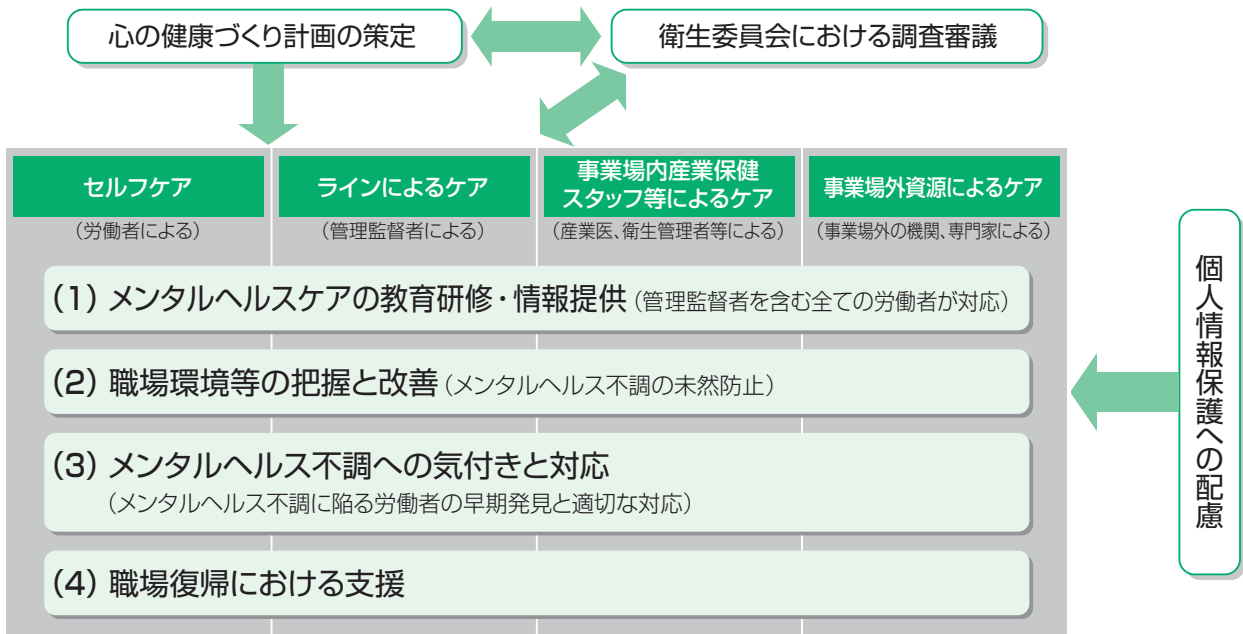 心の健康づくり計画の策定
衛生委員会における調査審議
セルフケア
(労働者による)
ラインによるケア
(管理監督者による)
事業場内産業保健
スタッフ等によるケア
(産業医、衛生管理者等による)
事業場外資源によるケア
(事業場外の機関、専門家による)
(1) メンタルヘルスケアの教育研修・情報提供 (管理監督者を含む全ての労働者が対応)
(2) 職場環境等の把握と改善 (メンタルヘルス不調の未然防止)
(3) メンタルヘルス不調への気付きと対応
(メンタルヘルス不調に陥る労働者の早期発見と適切な対応)
(4) 職場復帰における支援
個人情報保護への配慮